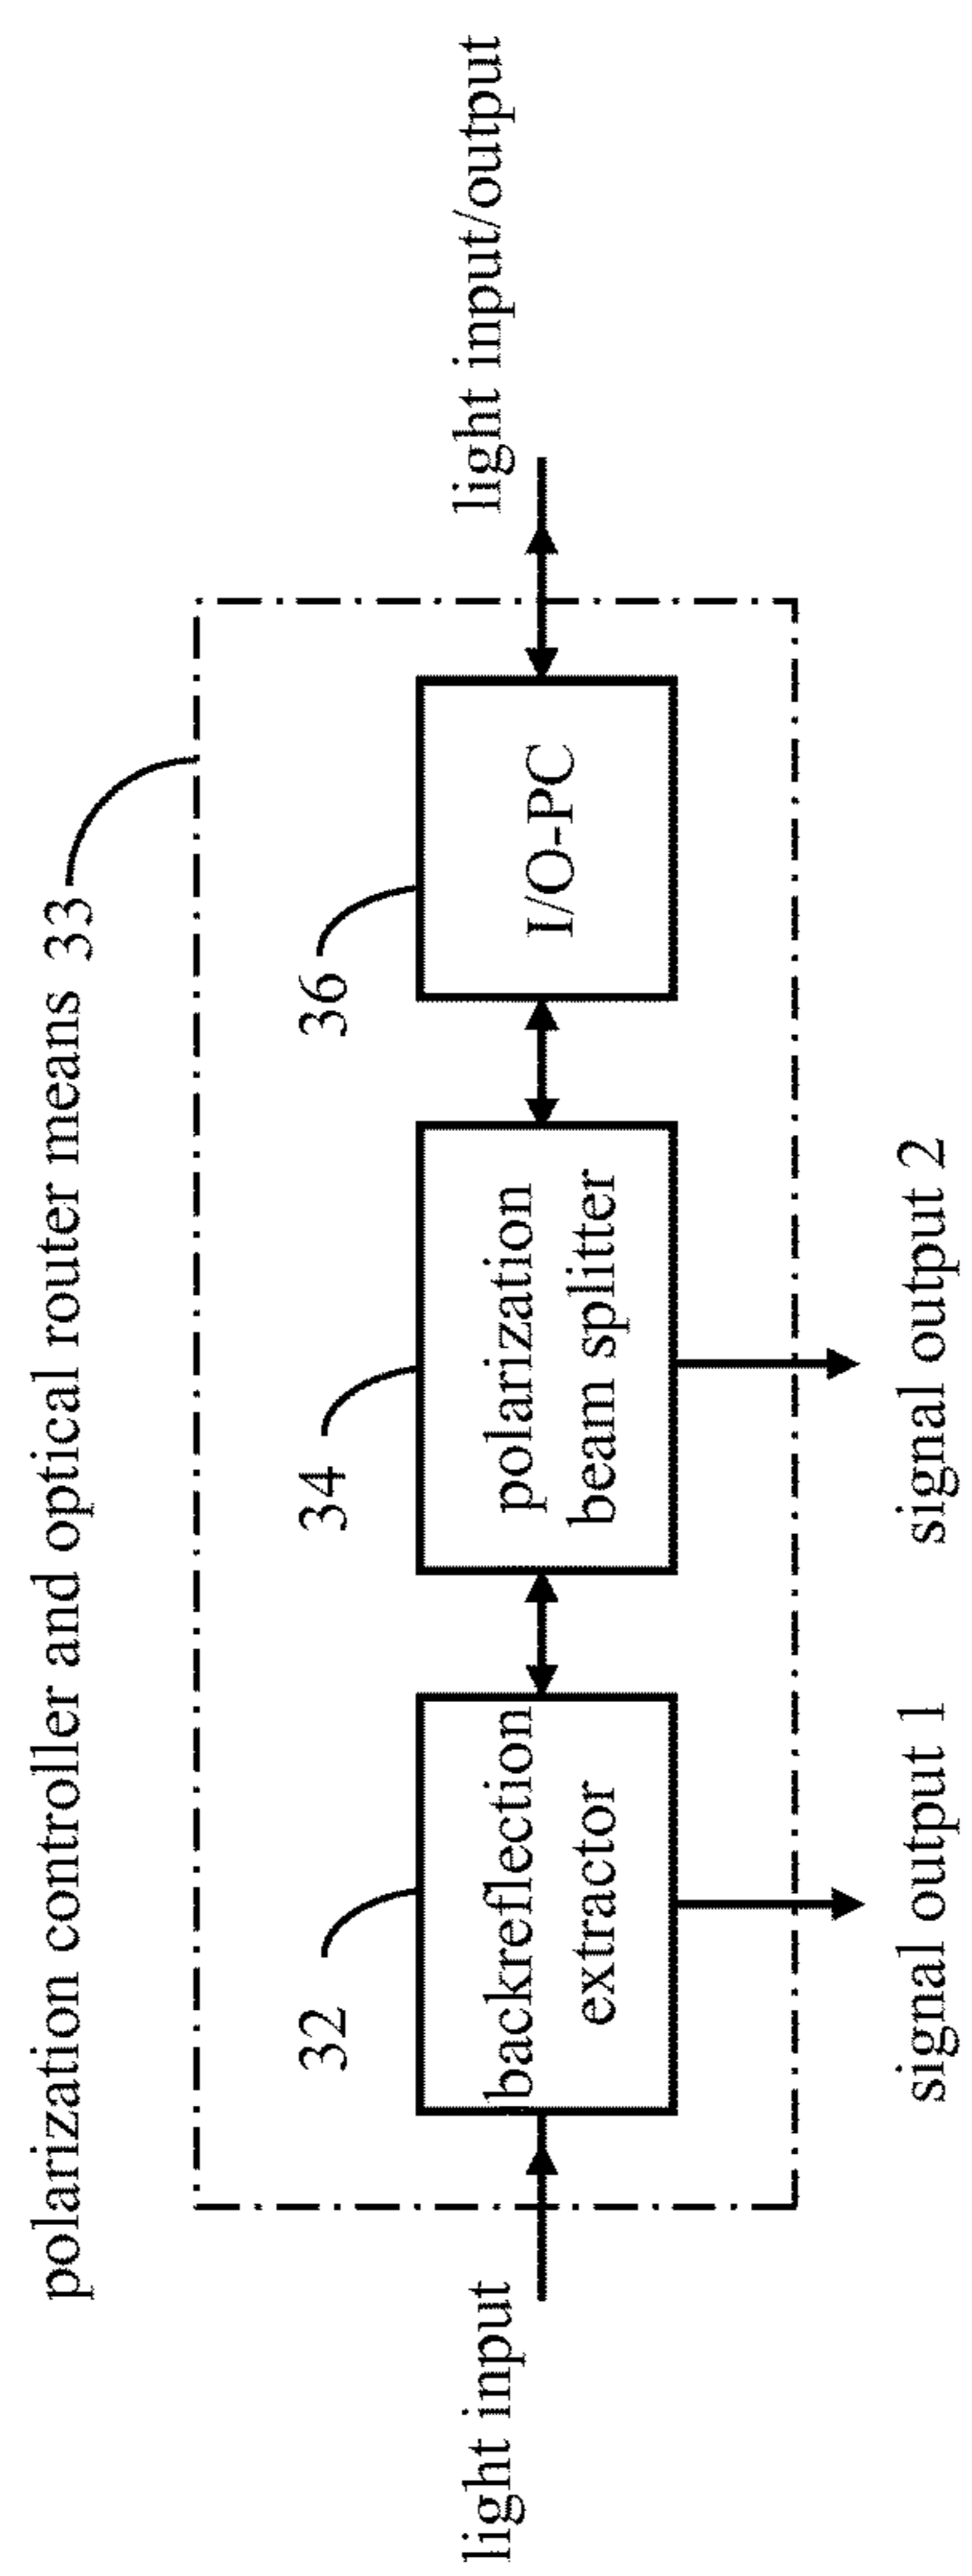 polarization controller and optical router means 33
32
34
36
light input
backreflection
extractor
polarization
beam splitter
I/O-PC
light input/output
signal output 1
signal output 2